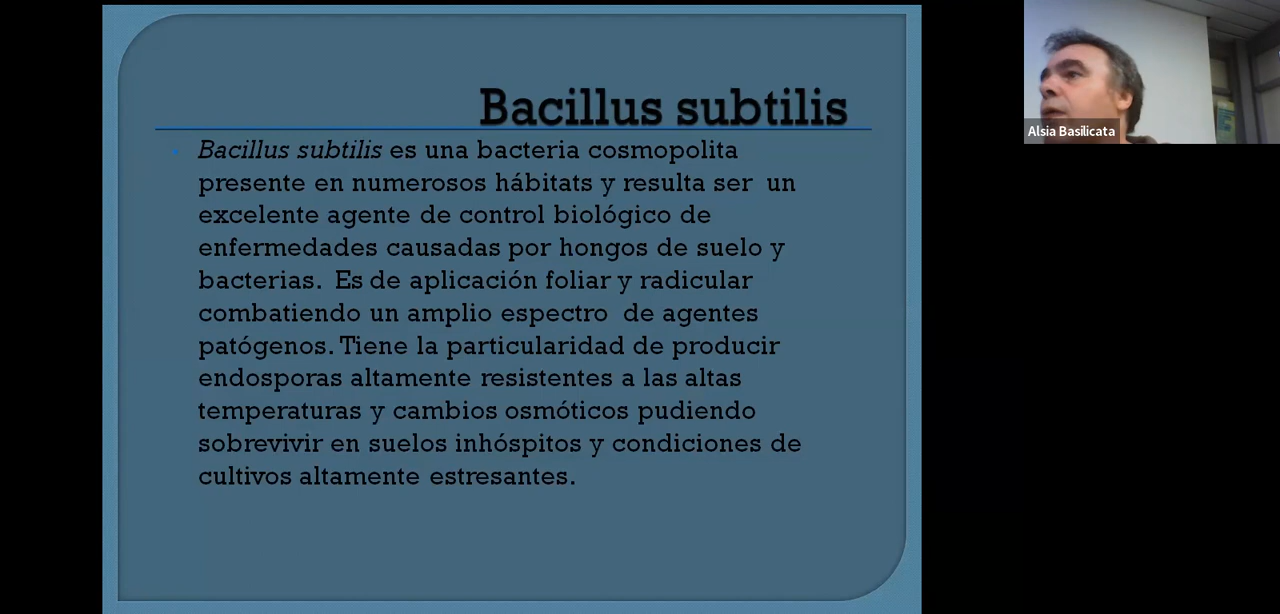 Bacillus subtilis
Bacillus subtilis es una bacteria cosmopolita
presente en numerosos hábitats y resulta ser un
excelente agente de control biológico de
enfermedades causadas por hongos de suelo y
bacterias. Es de aplicación foliar y radicular
combatiendo un amplio espectro de agentes
patógenos. Tiene la particularidad de producir
endosporas altamente resistentes a las altas
temperaturas y cambios osmóticos pudiendo
sobrevivir en suelos inhóspitos y condiciones de
cultivos altamente estresantes.
Alsia Basilicata